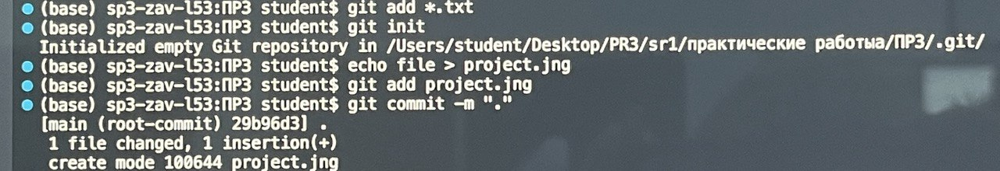 (base) sp3-zav-l53:ПР3 student$ git add *.txt
(base) sp3-zav-l53:ПР3 student$ git init
Initialized empty Git repository in /Users/student/Desktop/PR3/sr1/практические работыа/ПР3/.git/
(base) sp3-zav-l53:ПР3 student$ echo file > project.jng
(base) sp3-zav-l53:ПР3 student$ git add project.jng
(base) sp3-zav-l53:ПР3 student$ git commit -m "."
[main (root-commit) 29b96d3] .
1 file changed, 1 insertion(+)
create mode 100644 project.jng